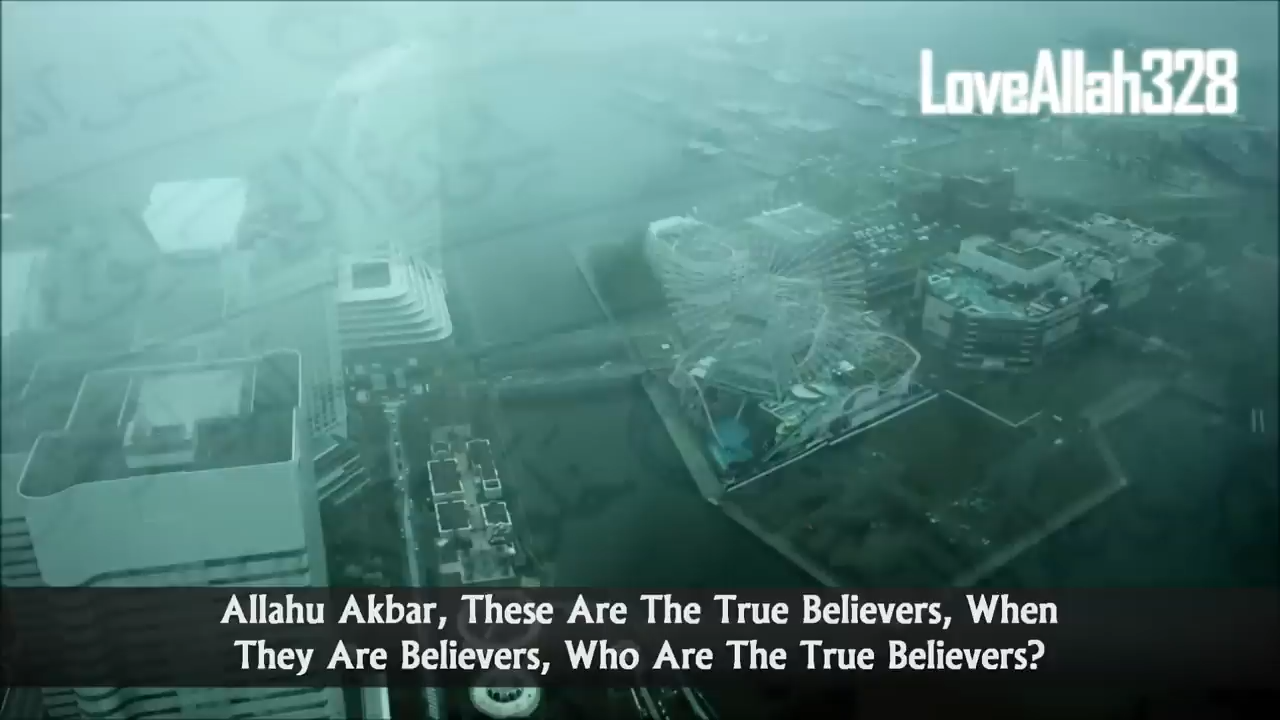 LoveAllah328
Allahu Akbar, These Are The True Believers, When
They Are Believers, Who Are The True Believers?